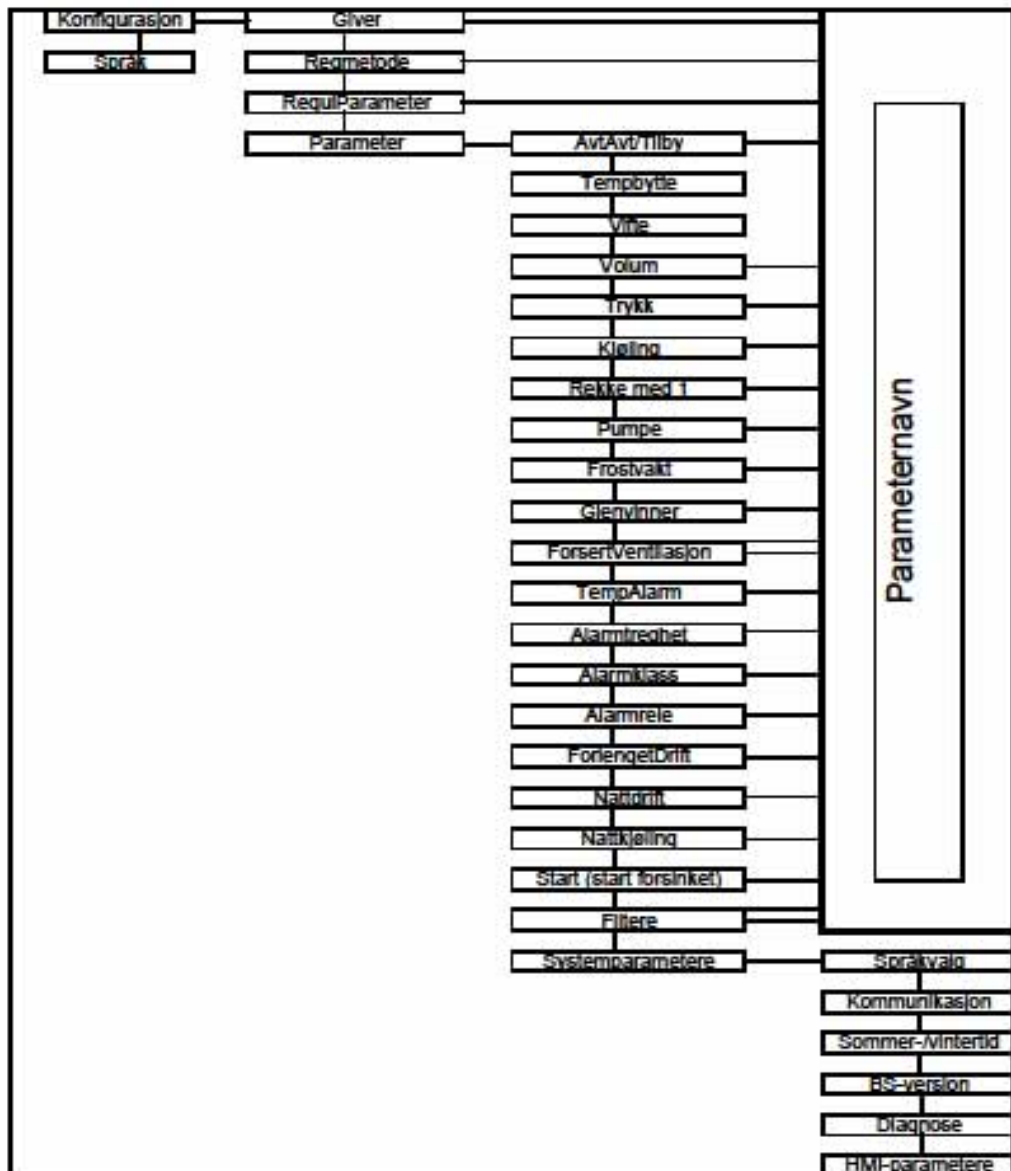 Konfigurasjon
Giver
Språk
Regmetode
RegulParameter
Parameter
AvtAvt/Tilby
Tempbytte
Vifte
Volum
Trykk
Kjøling
Rekke med 1
Pumpe
Frostvakt
Gjenvinner
ForsertVentilasjon
TempAlarm
Alarmtreghet
Alarmklass
Alarmrele
ForlengetDrift
Nattdrift
Nattkjøling
Start (start forsinket)
Filtere
Systemparametere
Parameternavn
Språkvalg
Kommunikasjon
Sommer-/vintertid
BS-version
Diagnose
HMI-parametere